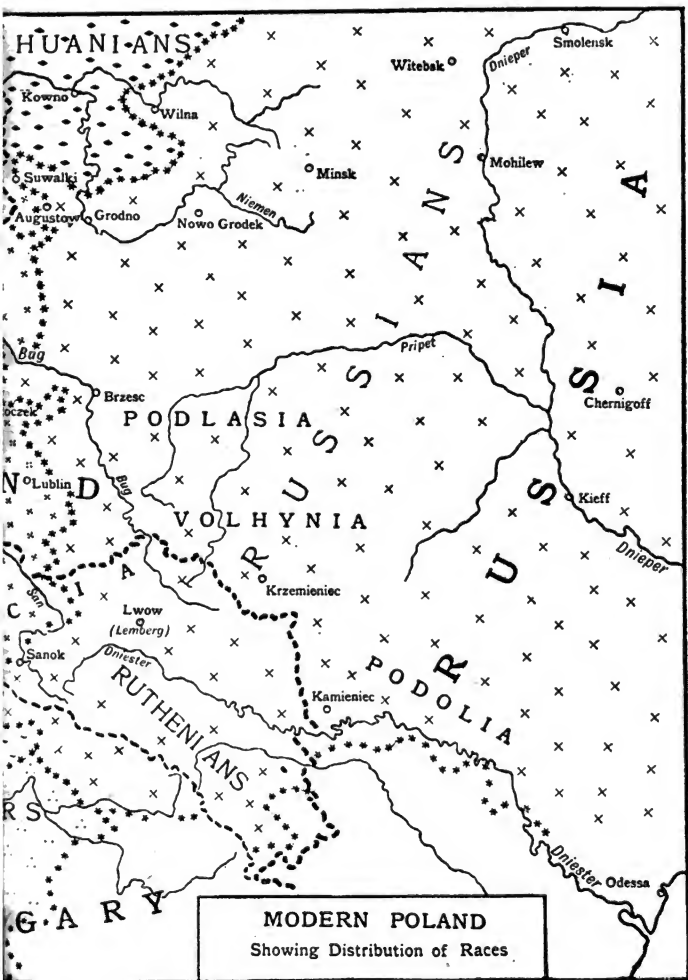 HUANIANS
Smolensk
Witebsk
Dnieper
Kowno
Wilna
Mohilew
Minsk
Suwalki
Niemen
Augustow
Grodno
Nowo Grodek
RUSSIANS
RUSSIA
Pripet
Bug
Brzesc
Chernigoff
oczek
PODLASIA
N D
Lublin
Bug
Kieff
VOLHYNIA
Dnieper
C I A
San
Krzemieniec
Lwow
(Lemberg)
Sanok
Dniester
PODOLIA
RUTHENIANS
Kamieniec
RS
Dniester
Odessa
GARY
MODERN POLAND
Showing Distribution of Races